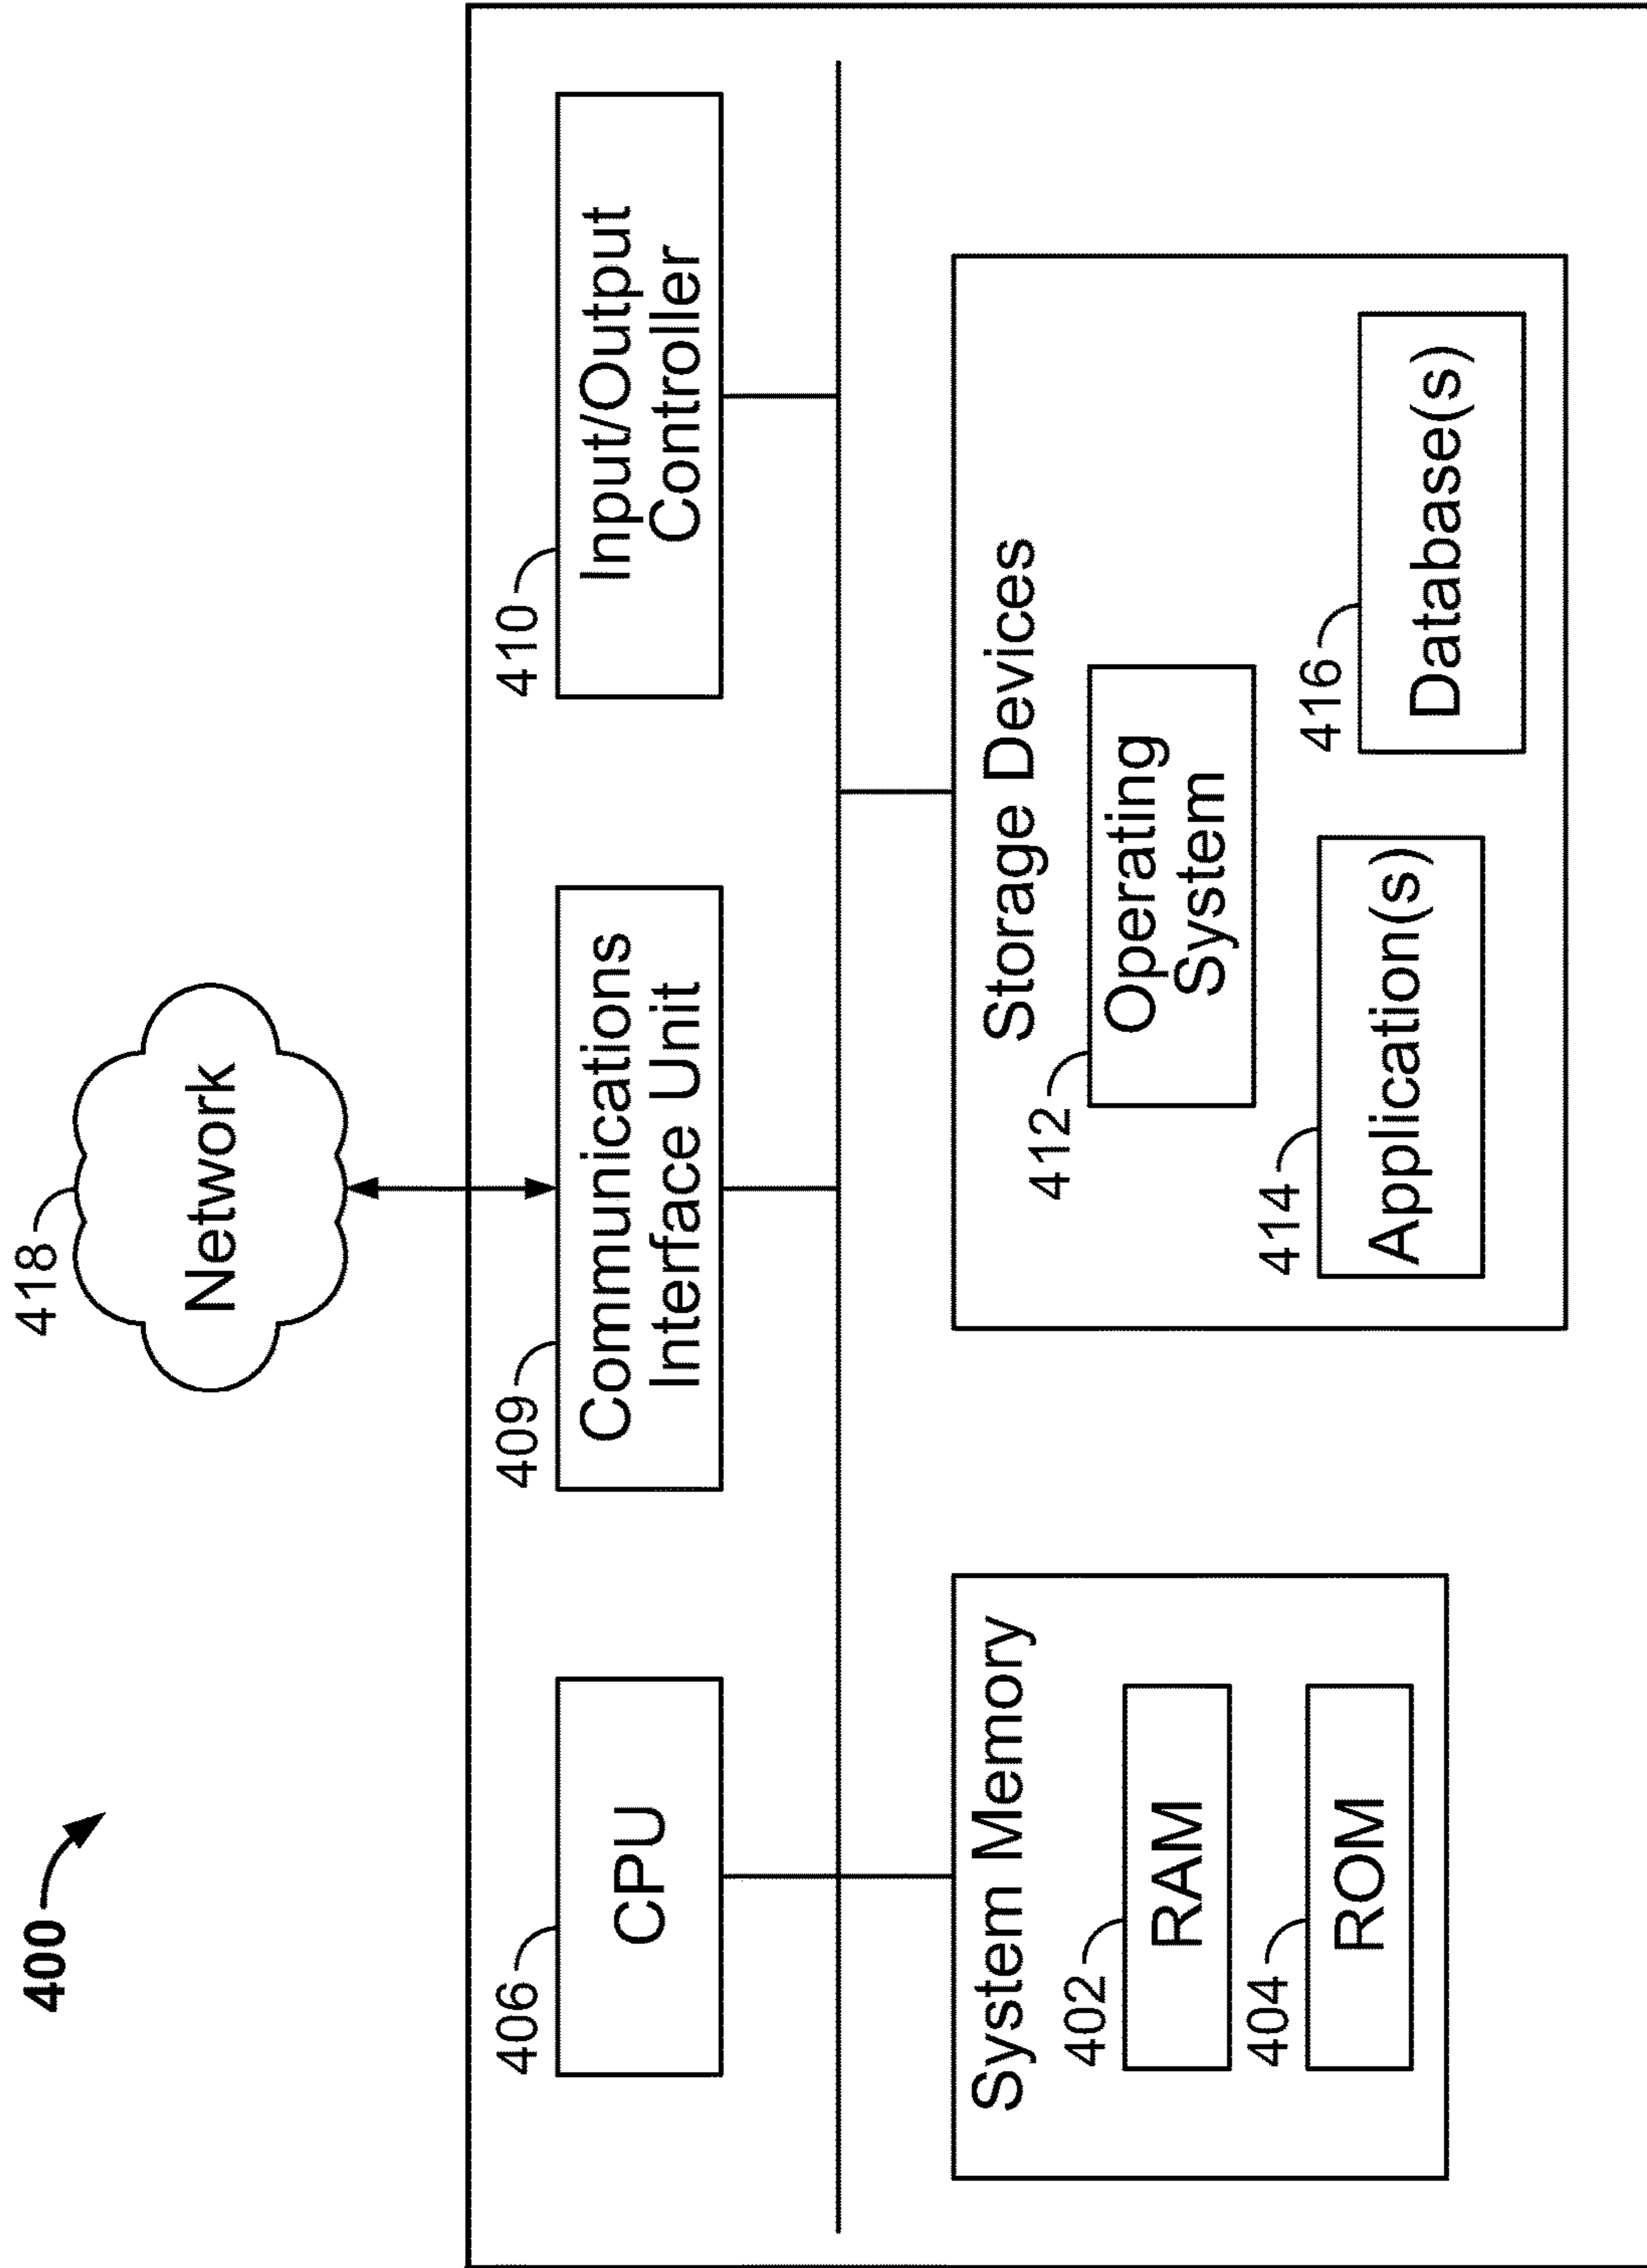 400
418
Network
406
CPU
409
Communications
Interface Unit
410
Input/Output
Controller
System Memory
402
RAM
404
ROM
Storage Devices
412
Operating
System
414
Application(s)
416
Database(s)